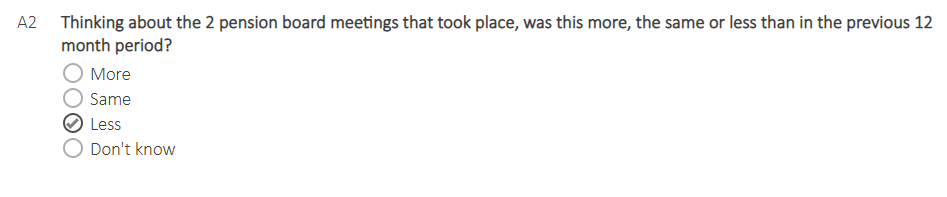 A2 Thinking about the 2 pension board meetings that took place, was this more, the same or less than in the previous 12
month period?
More
Same
Less
Don't know